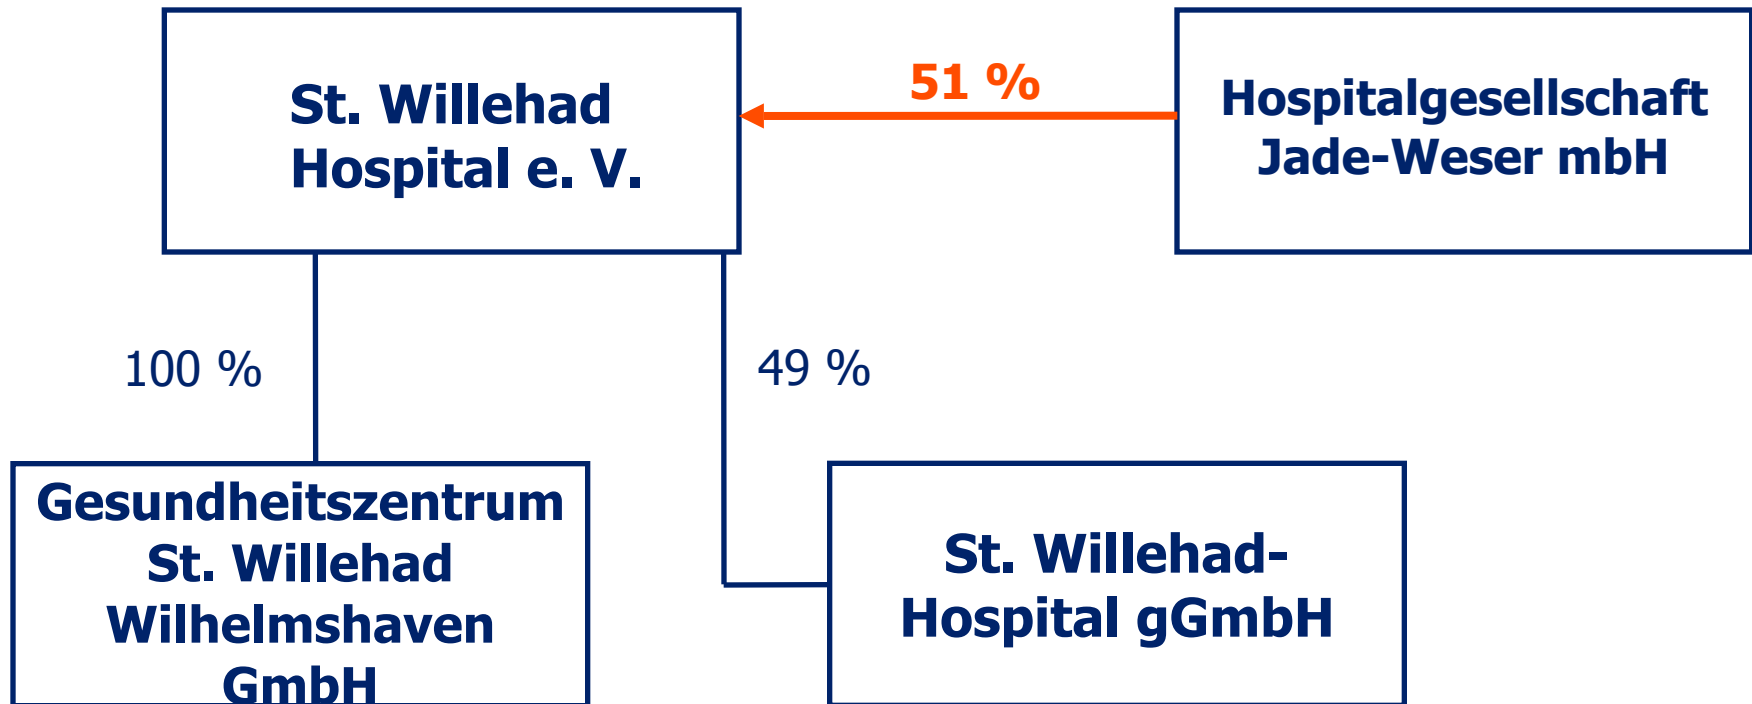 St. Willehad
Hospital e. V.
51 %
Hospitalgesellschaft
Jade-Weser mbH
100 %
49 %
Gesundheitszentrum
St. Willehad
Wilhelmshaven
GmbH
St. Willehad-
Hospital gGmbH